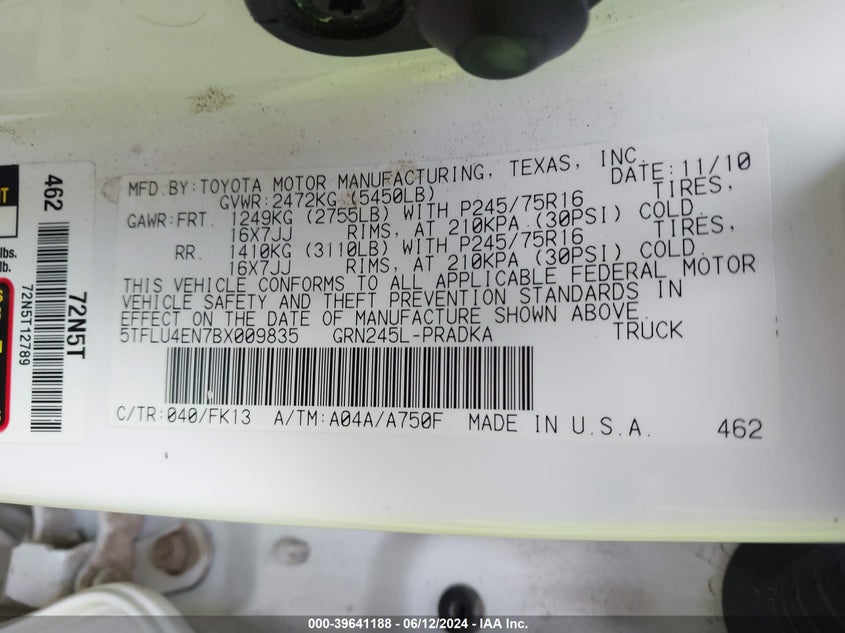 MFD.BY:TOYOTA MOTOR MANUFACTURING, TEXAS, INC.
DATE:11/10
GVWR:2472KG (5450LB)
GAWR:FRT. 1249KG (2755LB) WITH P245/75R16 TIRES,
16X7JJ RIMS, AT 210KPA (30PSI) COLD.
RR. 1410KG (3110LB) WITH P245/75R16 TIRES,
16X7JJ RIMS, AT 210KPA (30PSI) COLD.
THIS VEHICLE CONFORMS TO ALL APPLICABLE FEDERAL MOTOR
VEHICLE SAFETY AND THEFT PREVENTION STANDARDS IN
EFFECT ON THE DATE OF MANUFACTURE SHOWN ABOVE.
5TFLU4EN7BX009835 GRN245L-PRADKA TRUCK
C/TR:040/FK13 A/TM:A04A/A750F MADE IN U.S.A. 462
462
72N5T
72N5T12789
lbs.
lb.
000-39641188 - 06/12/2024 - IAA Inc.